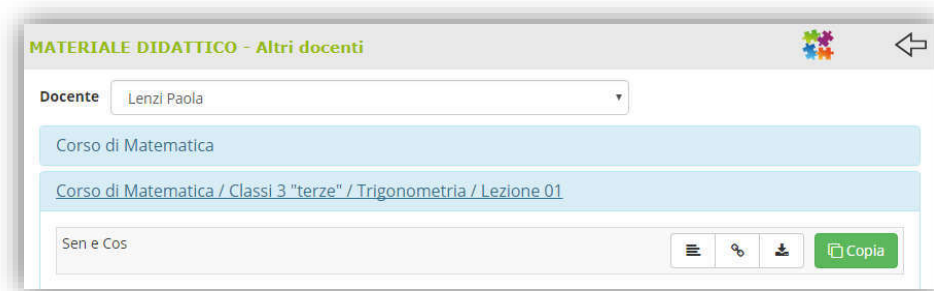 MATERIALE DIDATTICO - Altri docenti
Docente Lenzi Paola
Corso di Matematica
Corso di Matematica / Classi 3 "terze" / Trigonometria / Lezione 01
Sen e Cos Copia